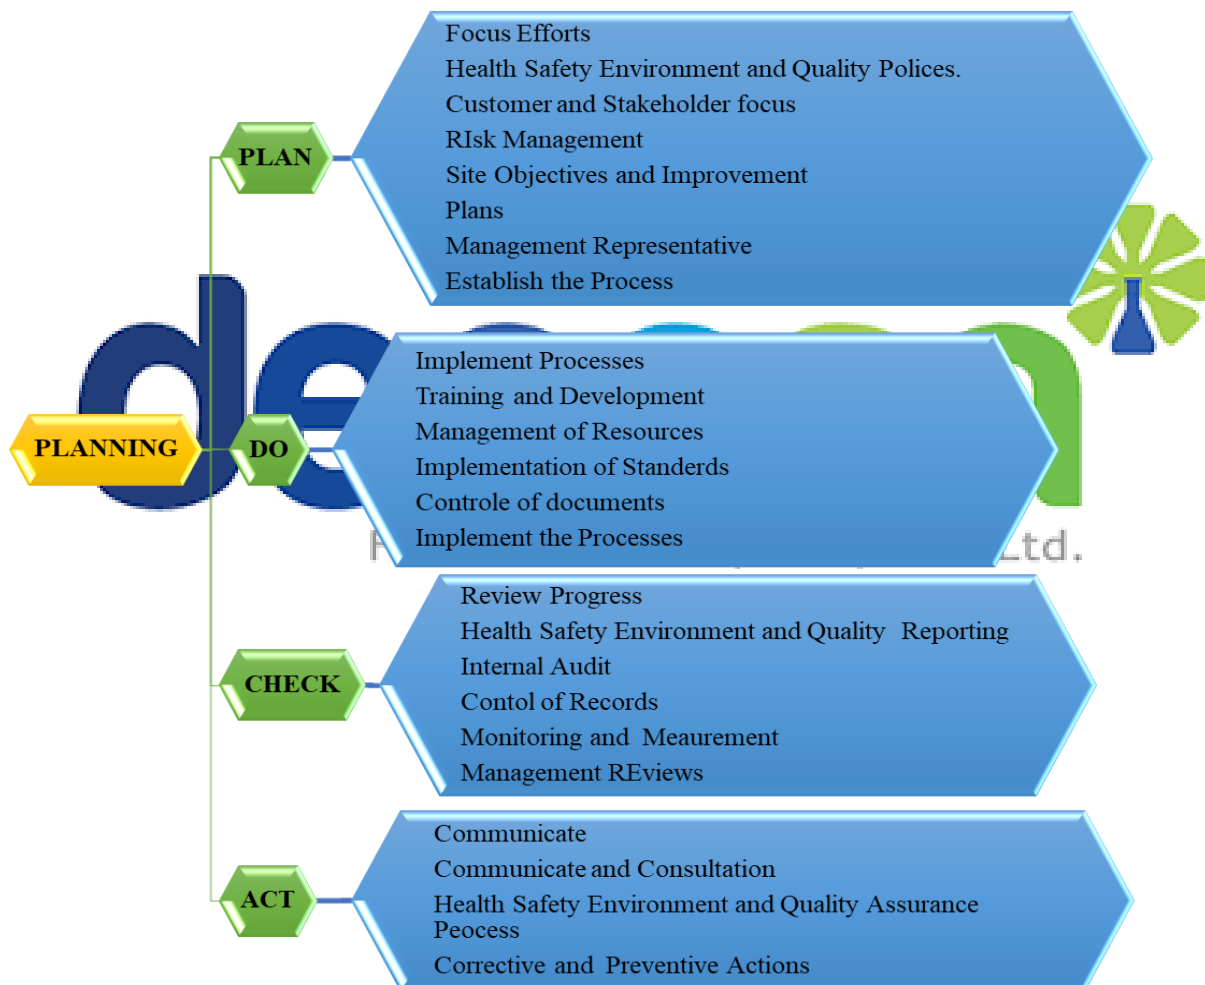 PLANNING
PLAN
Focus Efforts
Health Safety Environment and Quality Polices.
Customer and Stakeholder focus
RIsk Management
Site Objectives and Improvement
Plans
Management Representative
Establish the Process
DO
Implement Processes
Training and Development
Management of Resources
Implementation of Standerds
Controle of documents
Implement the Processes
Ltd.
CHECK
Review Progress
Health Safety Environment and Quality Reporting
Internal Audit
Contol of Records
Monitoring and Meaurement
Management REviews
ACT
Communicate
Communicate and Consultation
Health Safety Environment and Quality Assurance
Peocess
Corrective and Preventive Actions